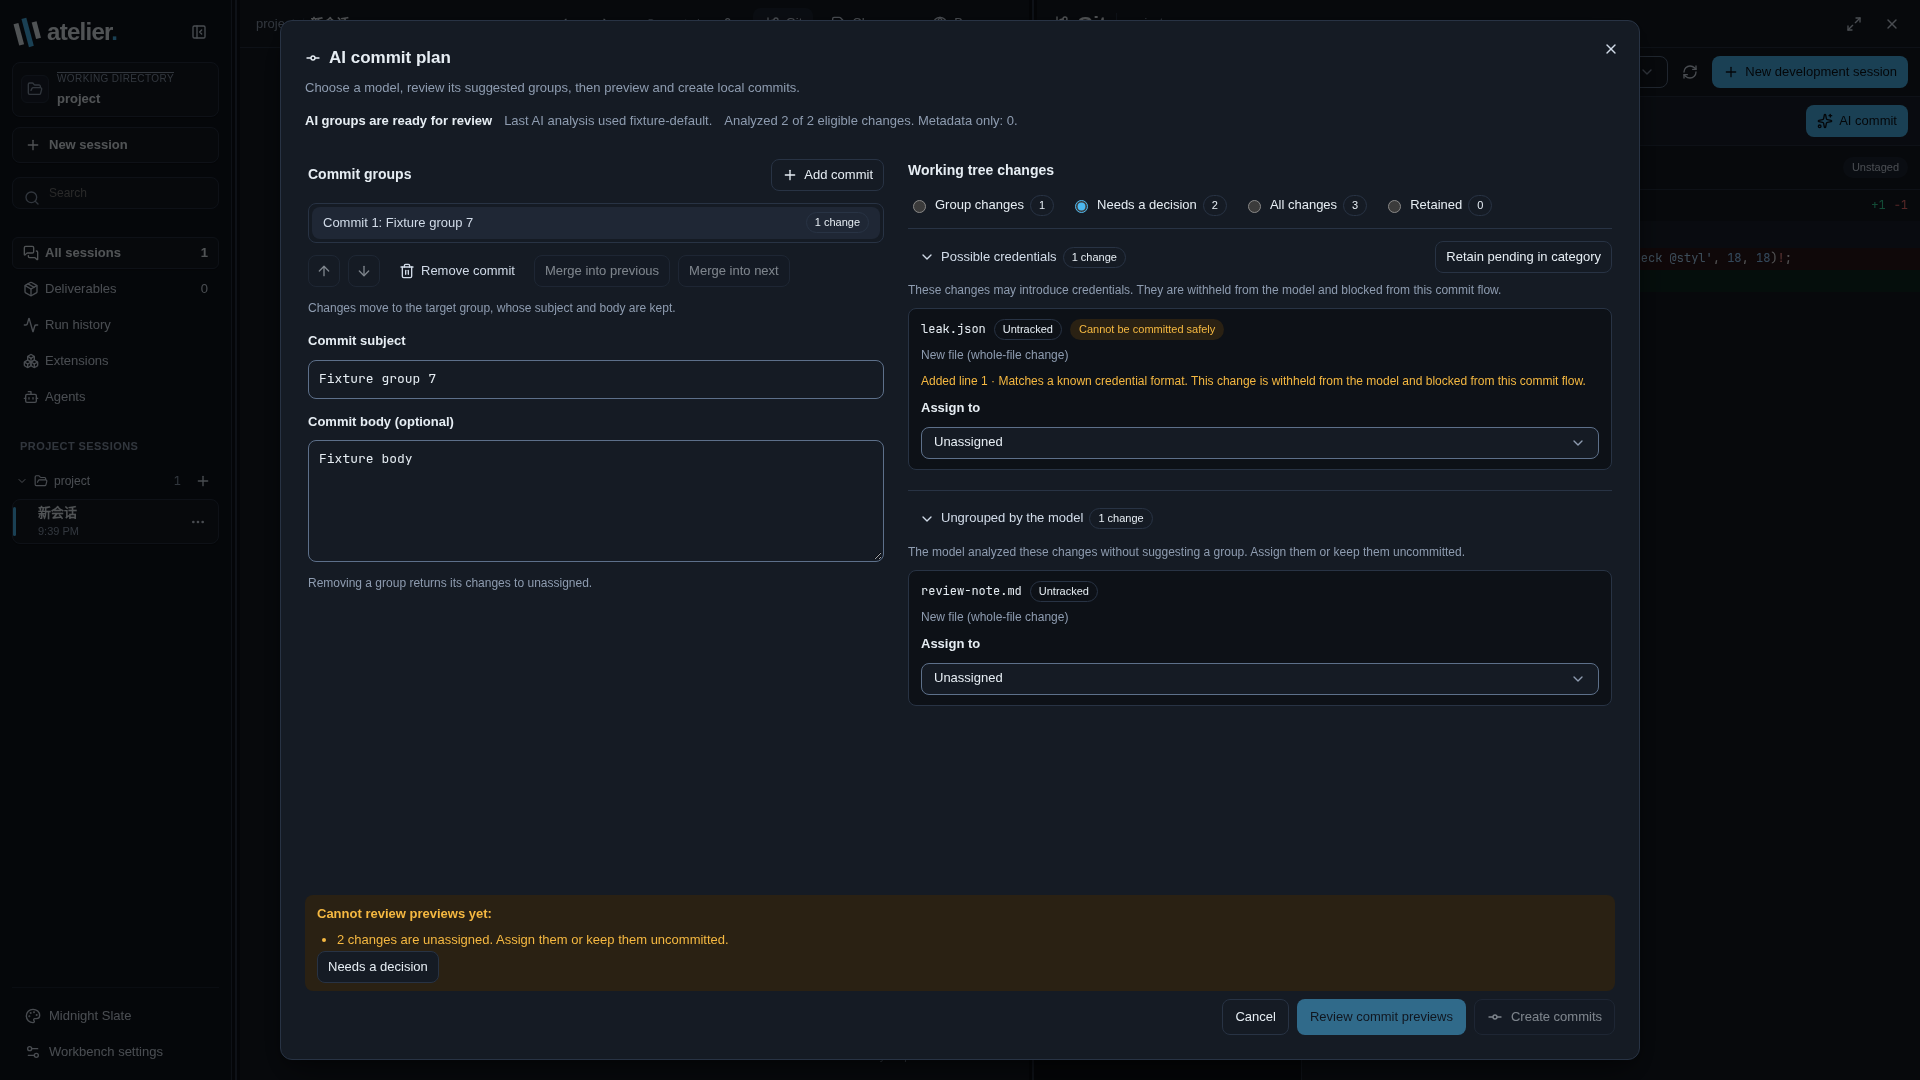 atelier.
WORKING DIRECTORY
project
New session
Search
All sessions 1
Deliverables 0
Run history
Extensions
Agents
PROJECT SESSIONS
project 1
新会话
9:39 PM
Midnight Slate
Workbench settings
AI commit plan
Choose a model, review its suggested groups, then preview and create local commits.
AI groups are ready for review Last AI analysis used fixture-default. Analyzed 2 of 2 eligible changes. Metadata only: 0.
Commit groups
Add commit
Commit 1: Fixture group 7 1 change
Remove commit Merge into previous Merge into next
Changes move to the target group, whose subject and body are kept.
Commit subject
Fixture group 7
Commit body (optional)
Fixture body
Removing a group returns its changes to unassigned.
Working tree changes
Group changes 1 Needs a decision 2 All changes 3 Retained 0
Possible credentials 1 change Retain pending in category
These changes may introduce credentials. They are withheld from the model and blocked from this commit flow.
leak.json Untracked Cannot be committed safely
New file (whole-file change)
Added line 1 · Matches a known credential format. This change is withheld from the model and blocked from this commit flow.
Assign to
Unassigned
Ungrouped by the model 1 change
The model analyzed these changes without suggesting a group. Assign them or keep them uncommitted.
review-note.md Untracked
New file (whole-file change)
Assign to
Unassigned
Cannot review previews yet:
• 2 changes are unassigned. Assign them or keep them uncommitted.
Needs a decision
Cancel Review commit previews Create commits
New development session
AI commit
Unstaged
+1 -1
eck @styl', 18, 18)!;